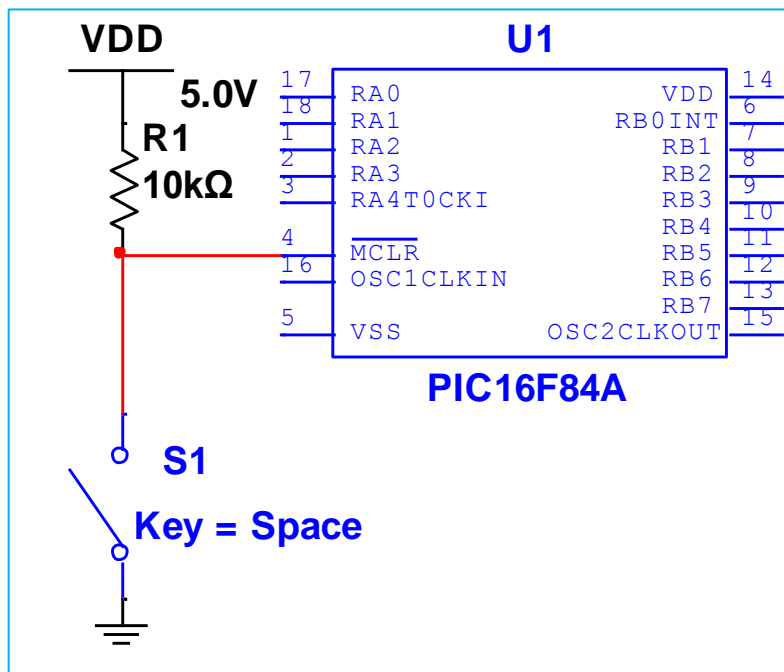 VDD
5.0V
R1
10kΩ
U1
17 RA0
18 RA1
1 RA2
2 RA3
3 RA4T0CKI
4 MCLR
16 OSC1CLKIN
5 VSS
VDD 14
RB0INT 6
RB1 7
RB2 8
RB3 9
RB4 10
RB5 11
RB6 12
RB7 13
OSC2CLKOUT 15
PIC16F84A
S1
Key = Space